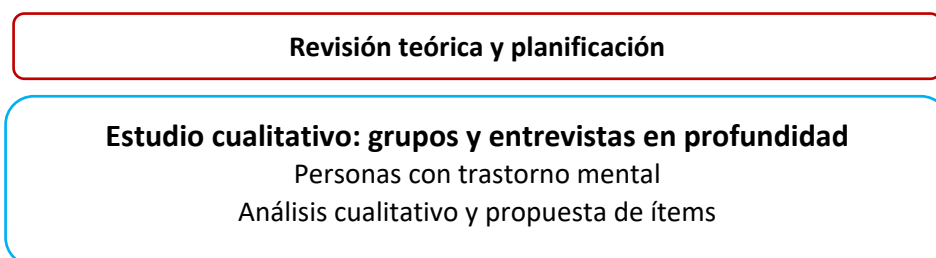 Revisión teórica y planificación
Estudio cualitativo: grupos y entrevistas en profundidad
Personas con trastorno mental
Análisis cualitativo y propuesta de ítems